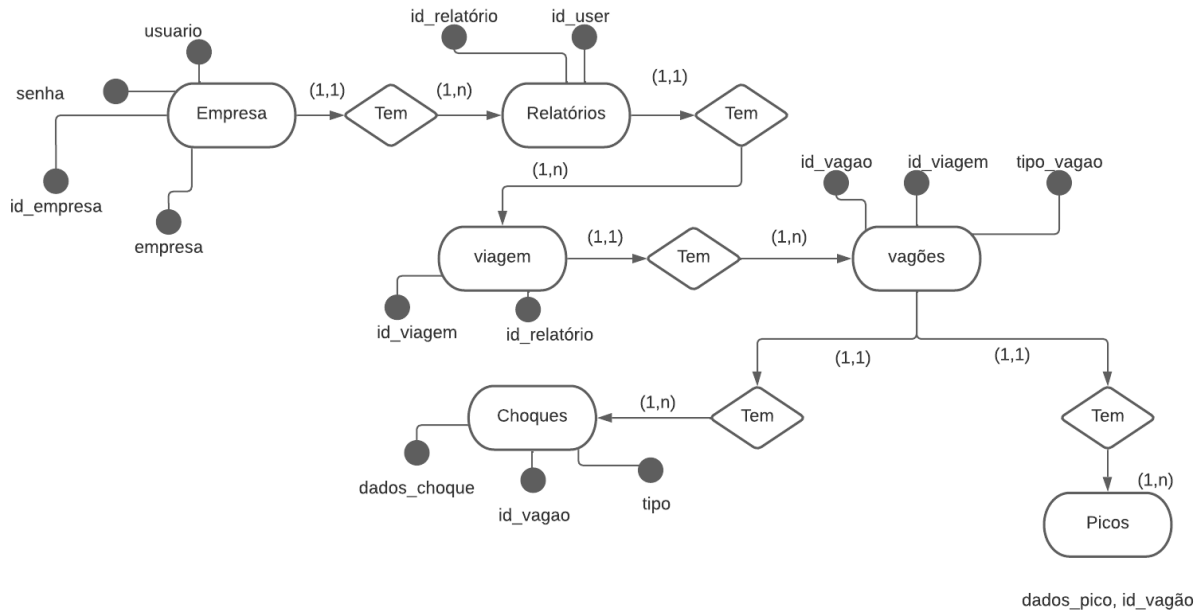 id_relatório
id_user
usuario
senha
Empresa
(1,1)
Tem
(1,n)
Relatórios
(1,1)
Tem
id_empresa
empresa
(1,n)
id_vagao
id_viagem
tipo_vagao
viagem
(1,1)
Tem
(1,n)
vagões
id_viagem
id_relatório
(1,1)
(1,1)
Choques
(1,n)
Tem
Tem
dados_choque
id_vagao
tipo
(1,n)
Picos
dados_pico, id_vagão